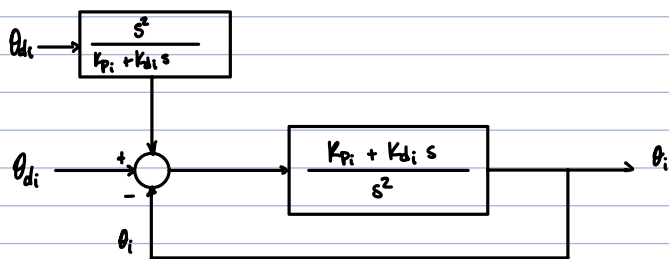 θdi
s²
Kpi + Kdi s
θdi
+
-
Kpi + Kdi s
s²
θi
θi